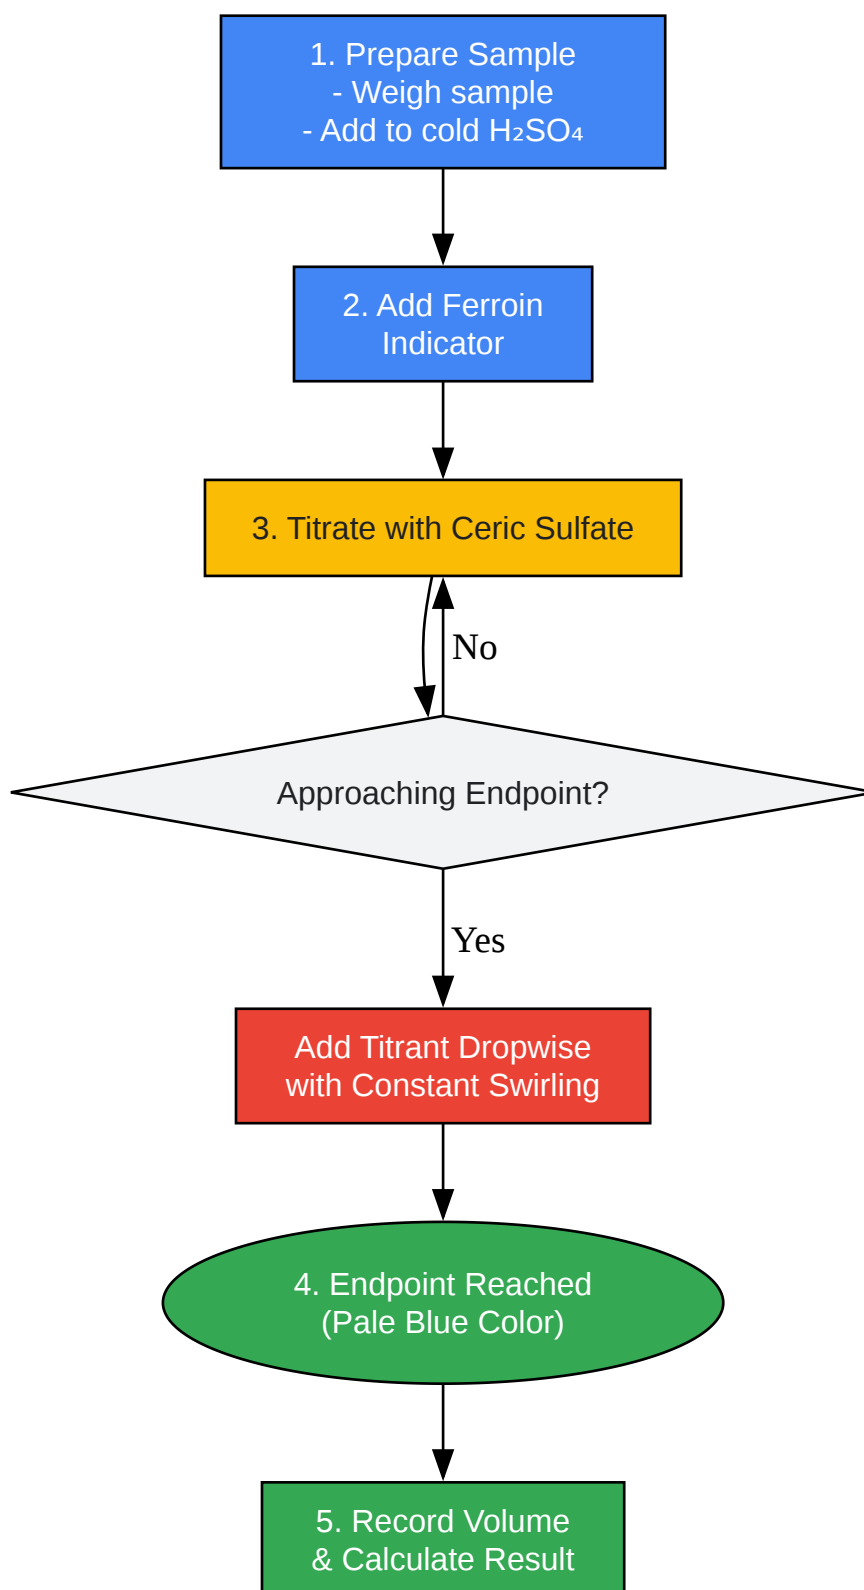 1. Prepare Sample
- Weigh sample
- Add to cold H₂SO₄
2. Add Ferroin
Indicator
3. Titrate with Ceric Sulfate
No
Approaching Endpoint?
Yes
Add Titrant Dropwise
with Constant Swirling
4. Endpoint Reached
(Pale Blue Color)
5. Record Volume
& Calculate Result